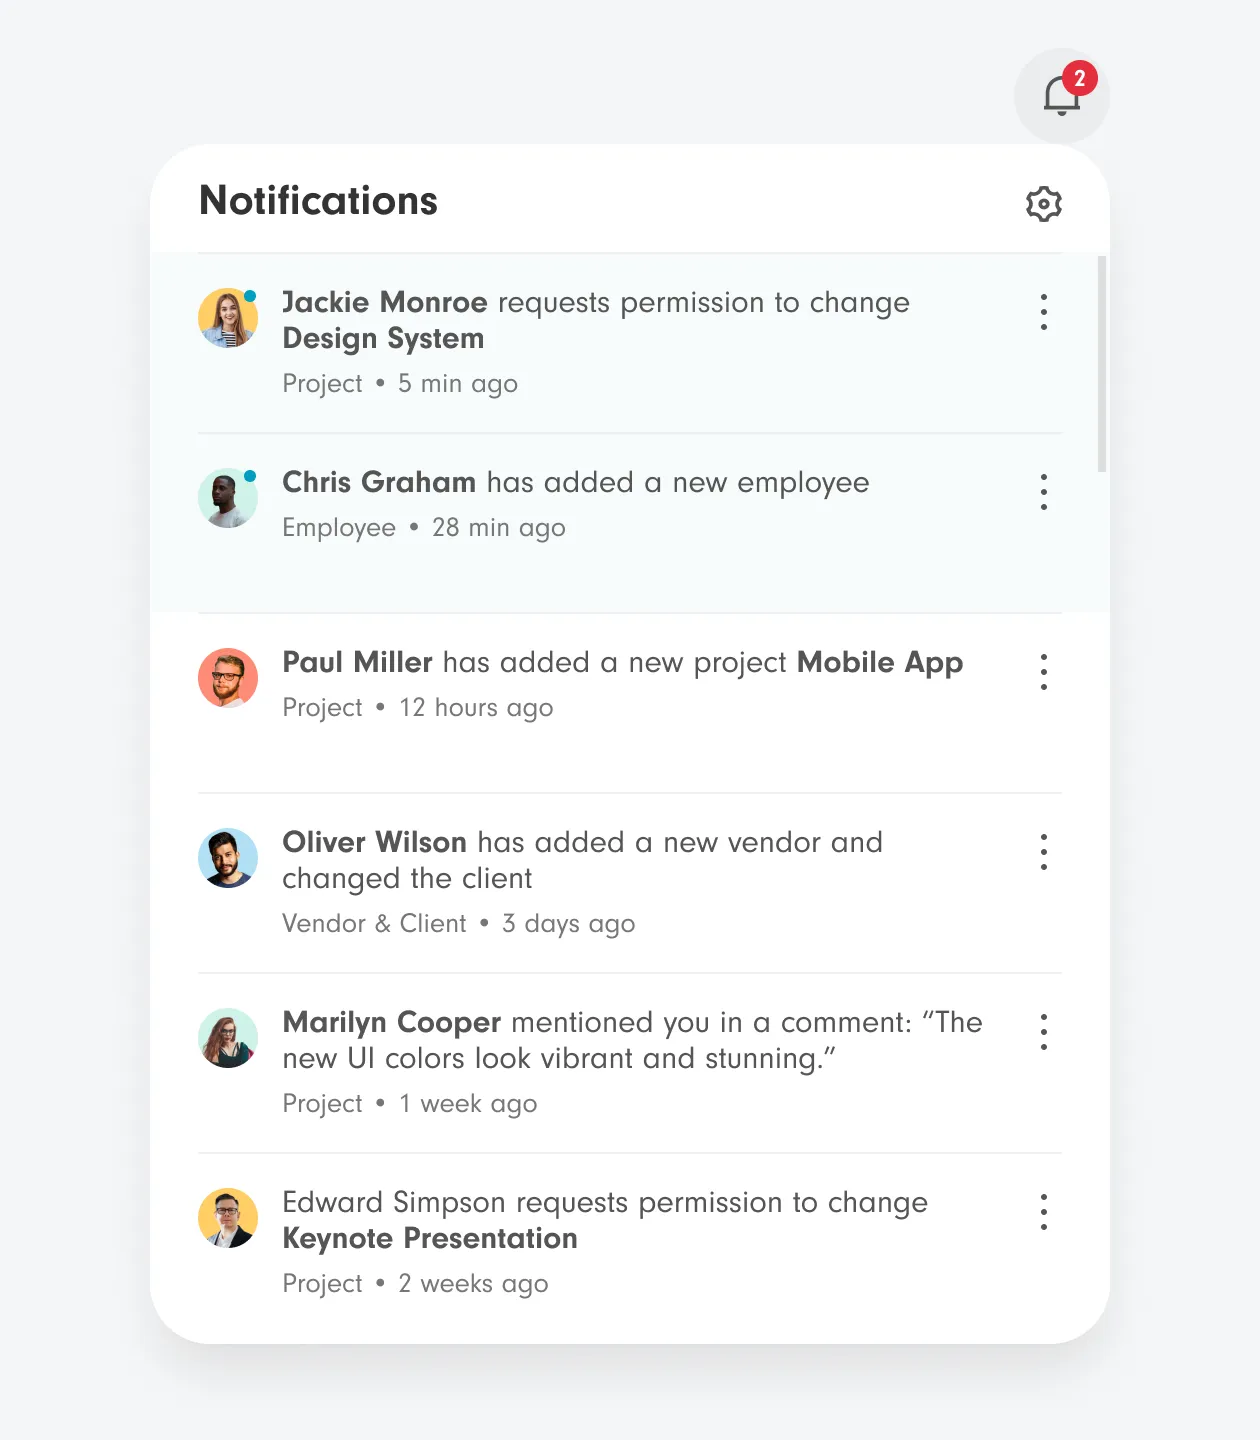 2
Notifications
Jackie Monroe requests permission to change
Design System
Project • 5 min ago
Chris Graham has added a new employee
Employee • 28 min ago
Paul Miller has added a new project Mobile App
Project • 12 hours ago
Oliver Wilson has added a new vendor and
changed the client
Vendor & Client • 3 days ago
Marilyn Cooper mentioned you in a comment: “The
new UI colors look vibrant and stunning.”
Project • 1 week ago
Edward Simpson requests permission to change
Keynote Presentation
Project • 2 weeks ago